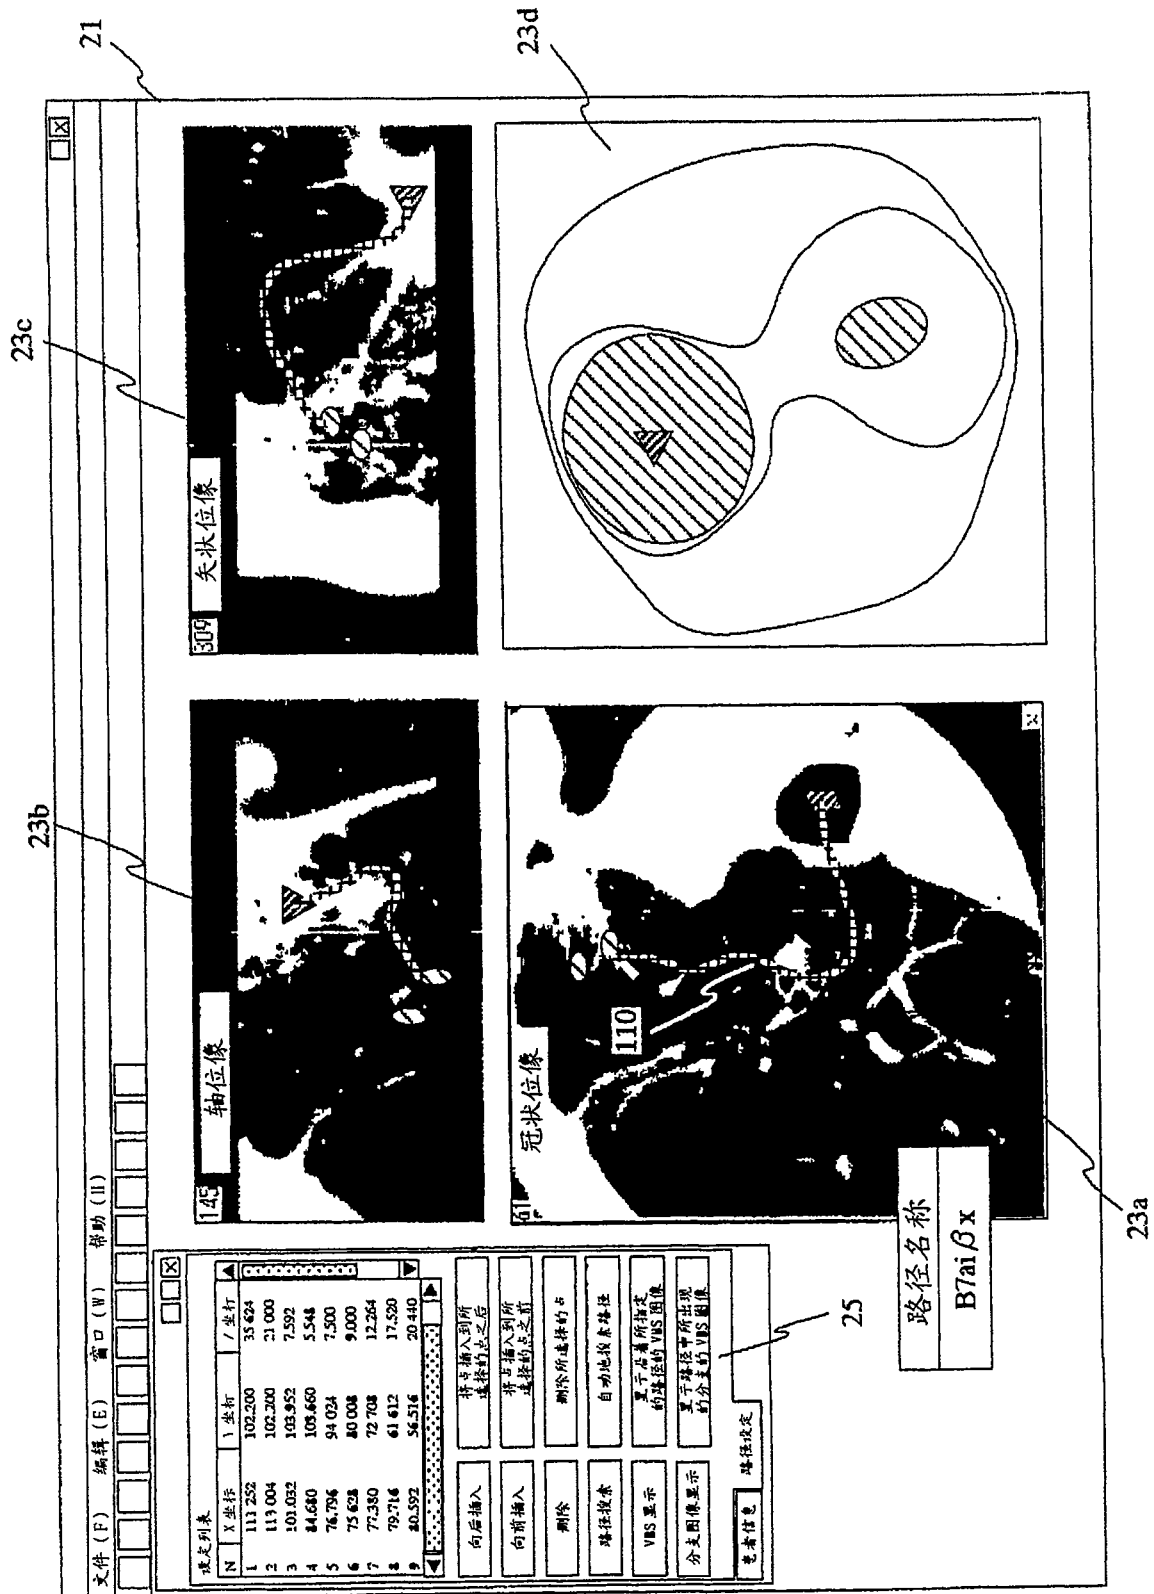 23b
23c
21
文件 (F) 编辑 (E) 窗口 (W) 帮助 (H)
设定列表
N X 坐标 Y 坐标 Z 坐标
1 113 252 102.200 35 624
2 113 004 102.200 21 000
3 101.032 103.952 7.592
4 84.680 105.660 5.548
5 76.796 94 024 7.500
6 75 628 80 008 9.000
7 77.380 72 708 12.264
8 79.716 61 612 17.520
9 80.592 56.516 20 440
向后插入 将点插入到所
选择的点之后
向前插入 将点插入到所
选择的点之前
删除 删除所选择的点
路径搜索 自动地搜索路径
VBS 显示 显示沿着所指定
的路径的 VBS 图像
分支图像显示 显示路径中所出现
的分支的 VBS 图像
患者信息 路径设定
25
145
轴位像
309
矢状位像
61
冠状位像
110
路径名称
B7aiβx
23a
23d